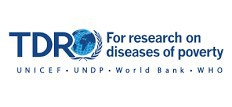 TDR For research on
diseases of poverty
UNICEF • UNDP • World Bank • WHO